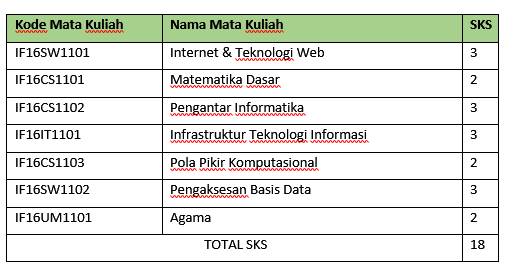 Kode Mata Kuliah Nama Mata Kuliah SKS
IF16SW1101 Internet & Teknologi Web 3
IF16CS1101 Matematika Dasar 2
IF16CS1102 Pengantar Informatika 3
IF16IT1101 Infrastruktur Teknologi Informasi 3
IF16CS1103 Pola Pikir Komputasional 2
IF16SW1102 Pengaksesan Basis Data 3
IF16UM1101 Agama 2
TOTAL SKS 18